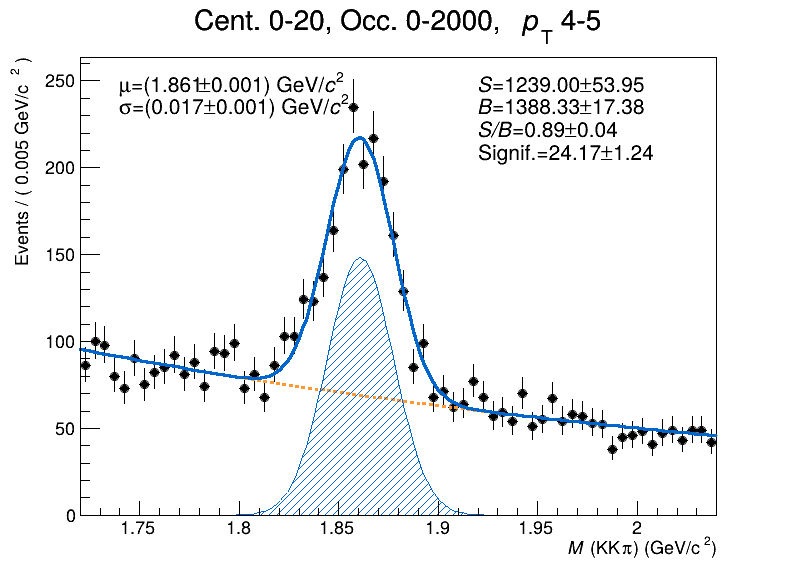 Cent. 0-20, Occ. 0-2000, p_T 4-5
μ=(1.861±0.001) GeV/c²
σ=(0.017±0.001) GeV/c²
S=1239.00±53.95
B=1388.33±17.38
S/B=0.89±0.04
Signif.=24.17±1.24
Events / ( 0.005 GeV/c² )
250
200
150
100
50
0
1.75 1.8 1.85 1.9 1.95 2
M (KKπ) (GeV/c²)